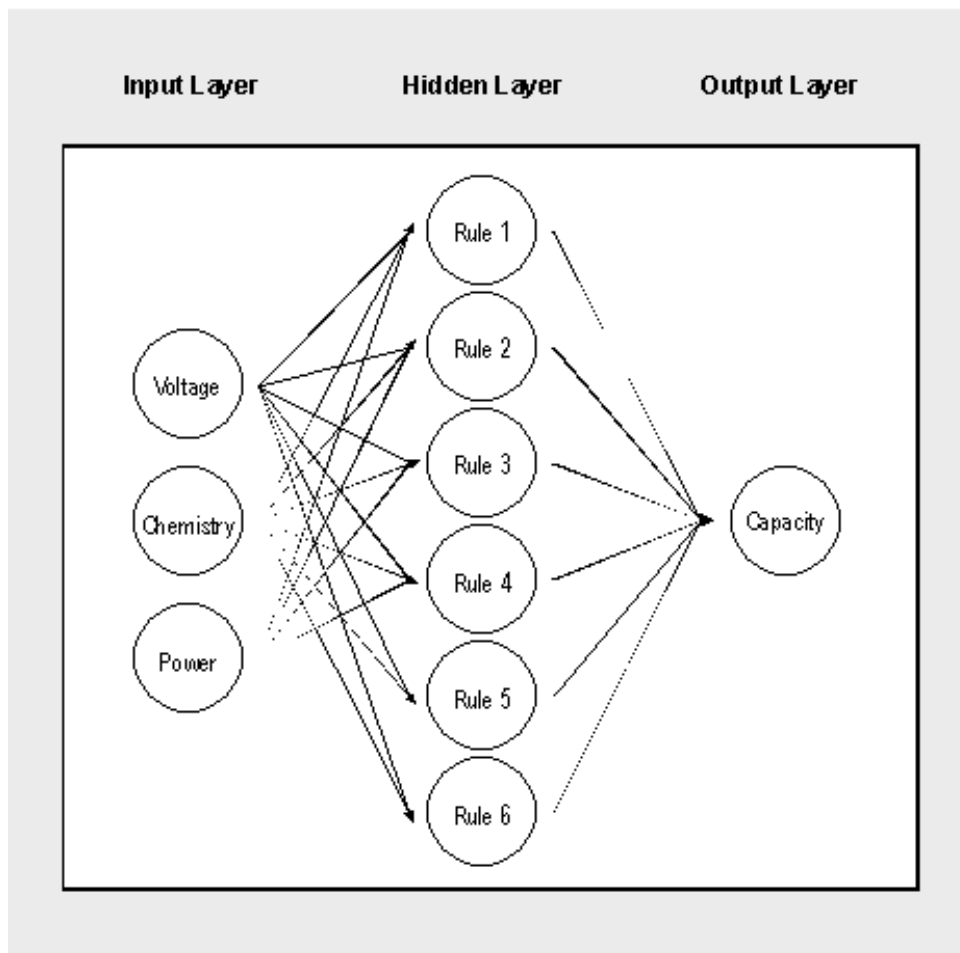 Input Layer
Hidden Layer
Output Layer
Rule 1
Rule 2
Voltage
Rule 3
Chemistry
Capacity
Rule 4
Power
Rule 5
Rule 6